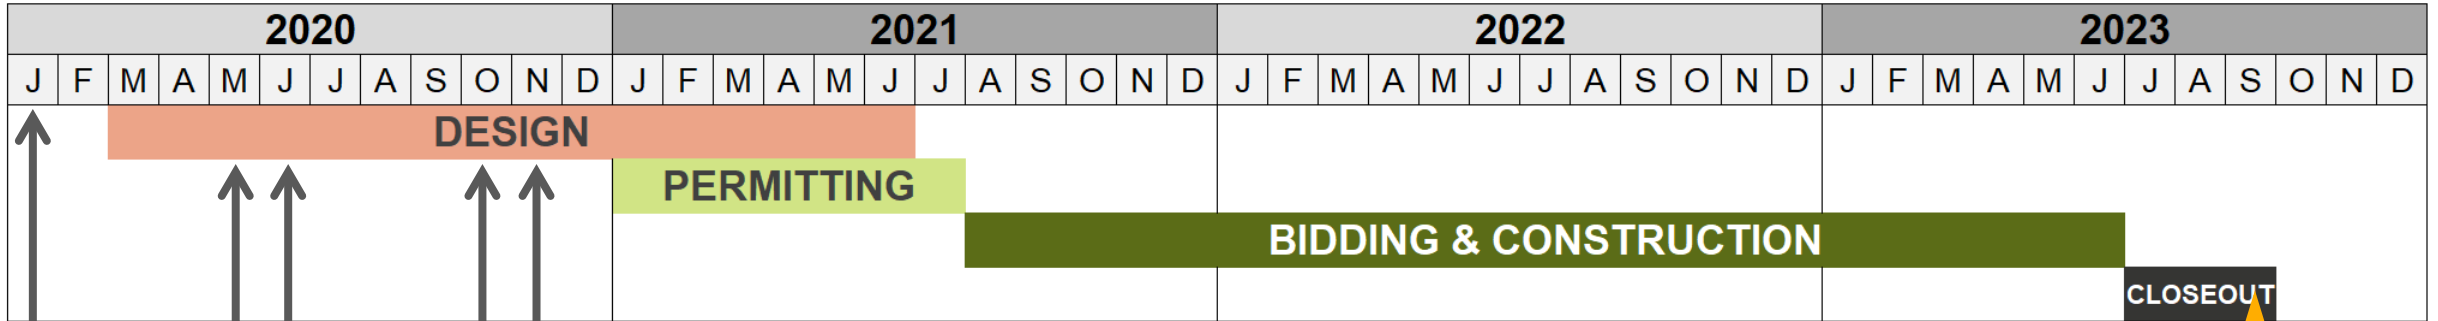 2020 2021 2022 2023
J F M A M J J A S O N D J F M A M J J A S O N D J F M A M J J A S O N D J F M A M J J A S O N D
DESIGN
PERMITTING
BIDDING & CONSTRUCTION
CLOSEOUT